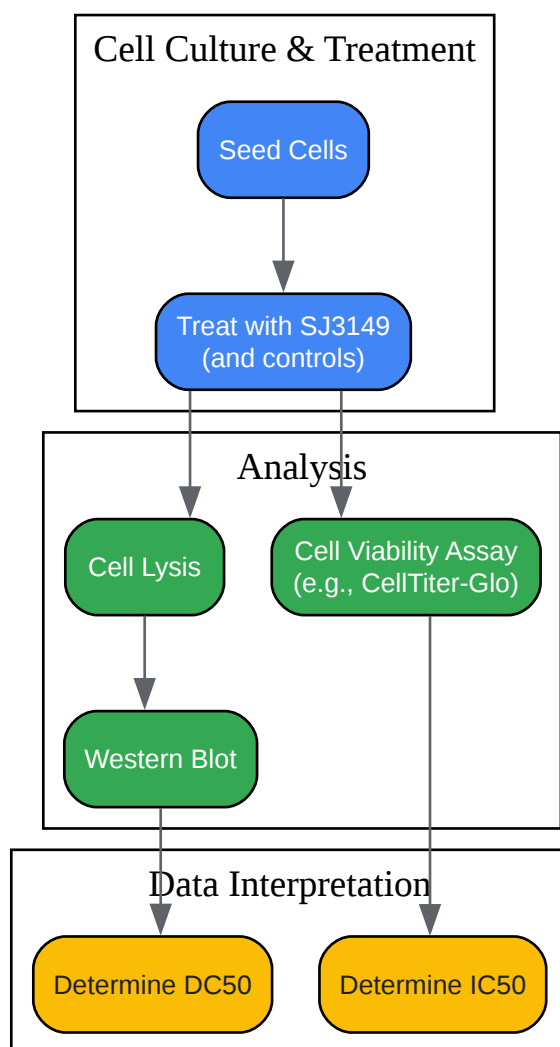 Cell Culture & Treatment
Seed Cells
Treat with SJ3149
(and controls)
Analysis
Cell Lysis
Cell Viability Assay
(e.g., CellTiter-Glo)
Western Blot
Data Interpretation
Determine DC50
Determine IC50